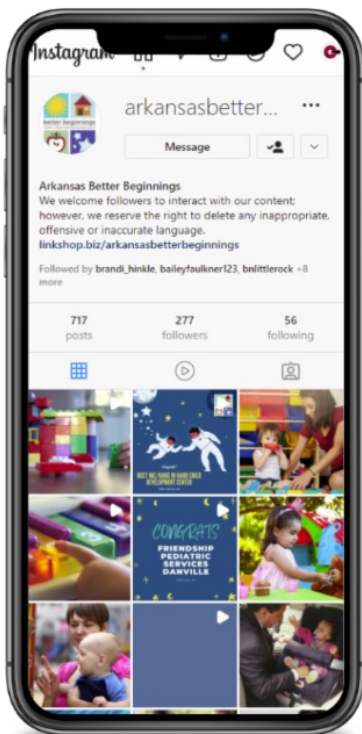 Instagram
better beginnings
arkansasbetter... ...
Message
Arkansas Better Beginnings
We welcome followers to interact with our content;
however, we reserve the right to delete any inappropriate,
offensive or inaccurate language.
linkshop.biz/arkansasbetterbeginnings
Followed by brandi_hinkle, baileyfaulkner123, bnlittlerock +8
more
717 277 56
posts followers following
DEVELOPMENT CENTER
CONGRATS
FRIENDSHIP
PEDIATRIC
SERVICES
DANVILLE